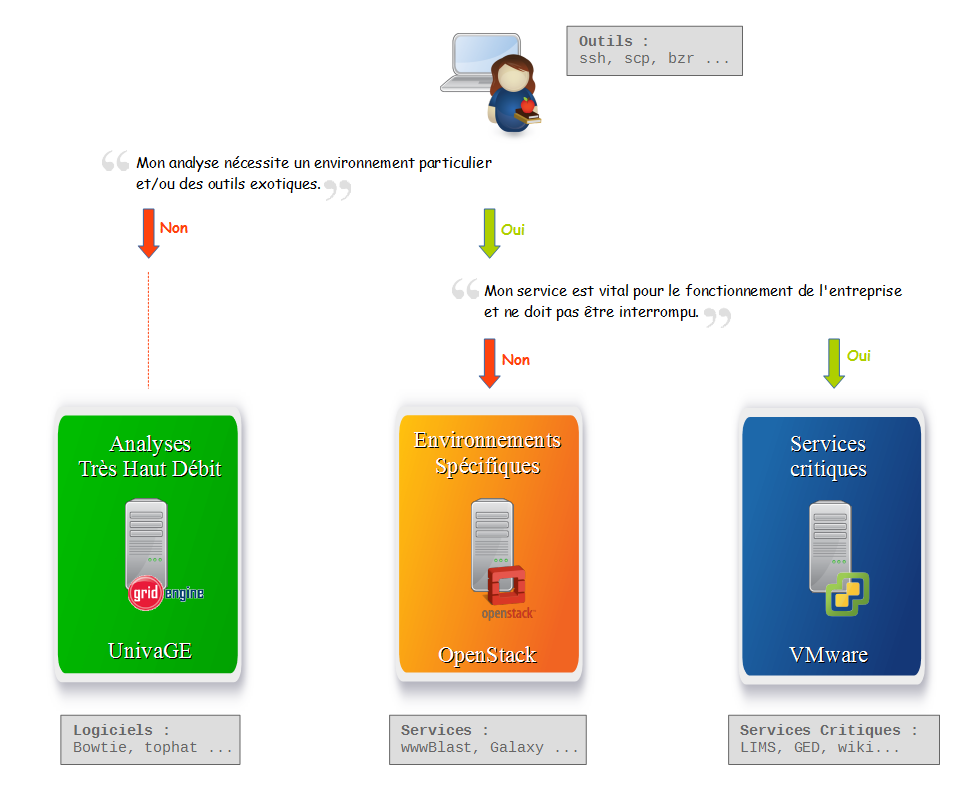 Outils :
ssh, scp, bzr ...
Mon analyse nécessite un environnement particulier
et/ou des outils exotiques.
Non
Oui
Mon service est vital pour le fonctionnement de l'entreprise
et ne doit pas être interrompu.
Non
Oui
Analyses
Très Haut Débit
grid engine
UnivaGE
Environnements
Spécifiques
openstack
OpenStack
Services
critiques
VMware
Logiciels :
Bowtie, tophat ...
Services :
wwwBlast, Galaxy ...
Services Critiques :
LIMS, GED, wiki...